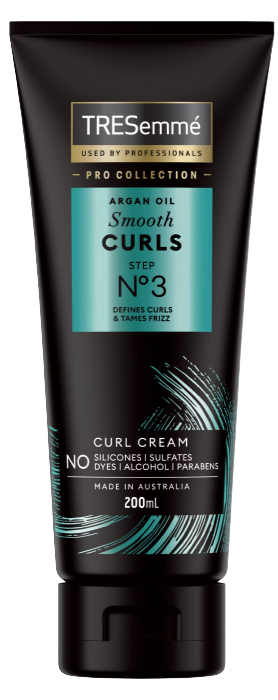 TRESemmé
USED BY PROFESSIONALS
PRO COLLECTION
ARGAN OIL
Smooth
CURLS
STEP
Nº3
DEFINES CURLS
& TAMES FRIZZ
CURL CREAM
NO SILICONES | SULFATES
DYES | ALCOHOL | PARABENS
MADE IN AUSTRALIA
200mL